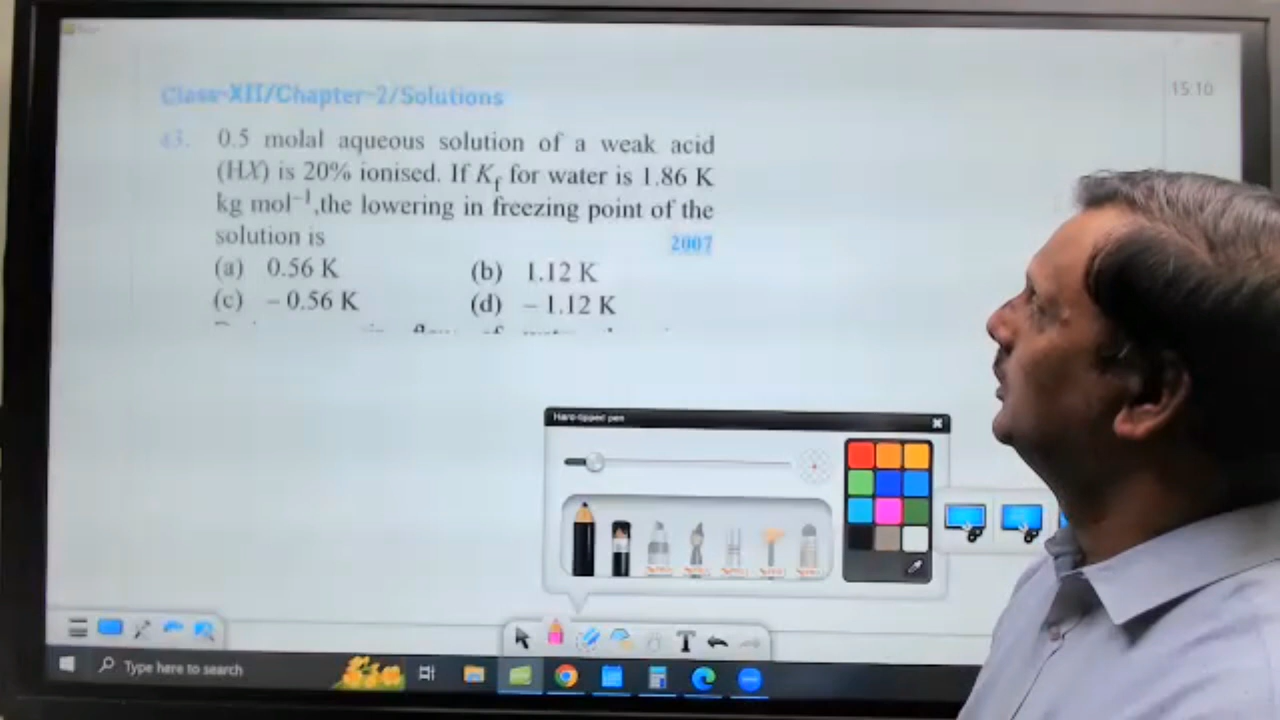 Class-XII/Chapter-2/Solutions
15:10
0.5 molal aqueous solution of a weak acid
(HX) is 20% ionised. If Kf for water is 1.86 K
kg mol⁻¹,the lowering in freezing point of the
solution is
2007
(a) 0.56 K (b) 1.12 K
(c) – 0.56 K (d) – 1.12 K
Hard-tipped pen
T
Type here to search